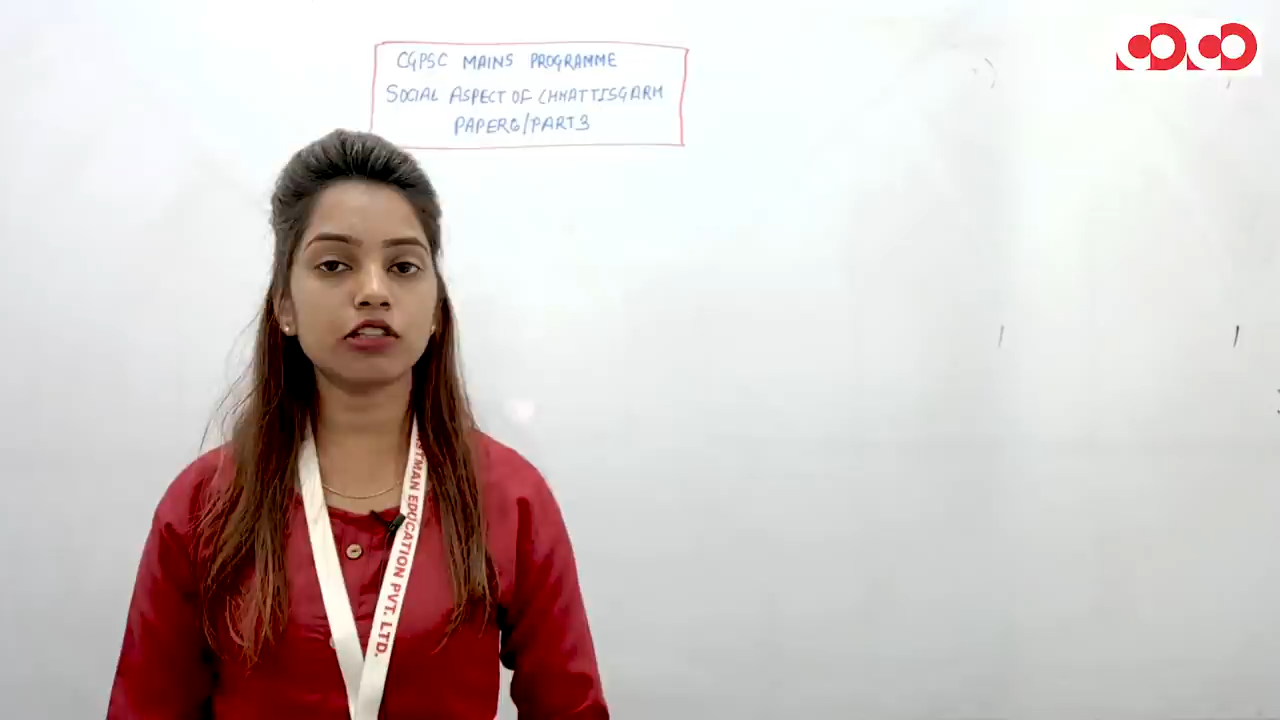 CGPSC MAINS PROGRAMME
SOCIAL ASPECT OF CHHATTISGARH
PAPER6/PART3
EDUCATION PVT. LTD.